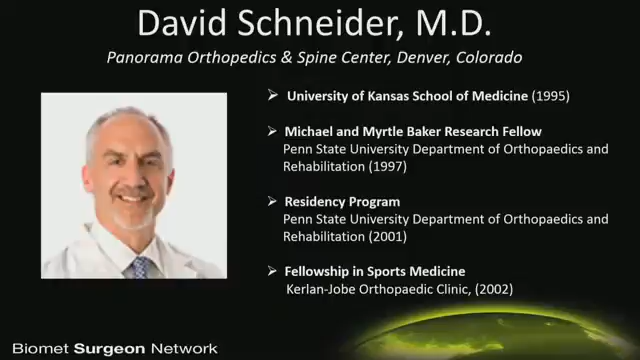 David Schneider, M.D.
Panorama Orthopedics & Spine Center, Denver, Colorado
➢ University of Kansas School of Medicine (1995)
➢ Michael and Myrtle Baker Research Fellow
Penn State University Department of Orthopaedics and
Rehabilitation (1997)
➢ Residency Program
Penn State University Department of Orthopaedics and
Rehabilitation (2001)
➢ Fellowship in Sports Medicine
Kerlan-Jobe Orthopaedic Clinic, (2002)
Biomet Surgeon Network